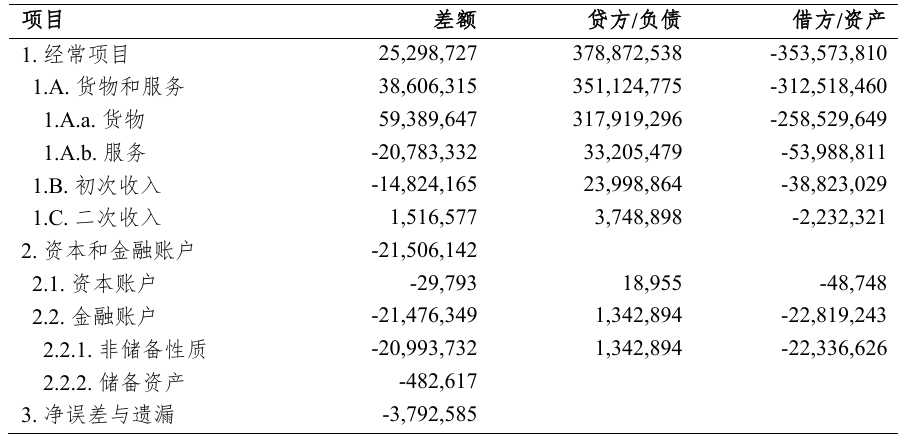 项目 差额 贷方/负债 借方/资产
1. 经常项目 25,298,727 378,872,538 -353,573,810
1.A. 货物和服务 38,606,315 351,124,775 -312,518,460
1.A.a. 货物 59,389,647 317,919,296 -258,529,649
1.A.b. 服务 -20,783,332 33,205,479 -53,988,811
1.B. 初次收入 -14,824,165 23,998,864 -38,823,029
1.C. 二次收入 1,516,577 3,748,898 -2,232,321
2. 资本和金融账户 -21,506,142
2.1. 资本账户 -29,793 18,955 -48,748
2.2. 金融账户 -21,476,349 1,342,894 -22,819,243
2.2.1. 非储备性质 -20,993,732 1,342,894 -22,336,626
2.2.2. 储备资产 -482,617
3. 净误差与遗漏 -3,792,585